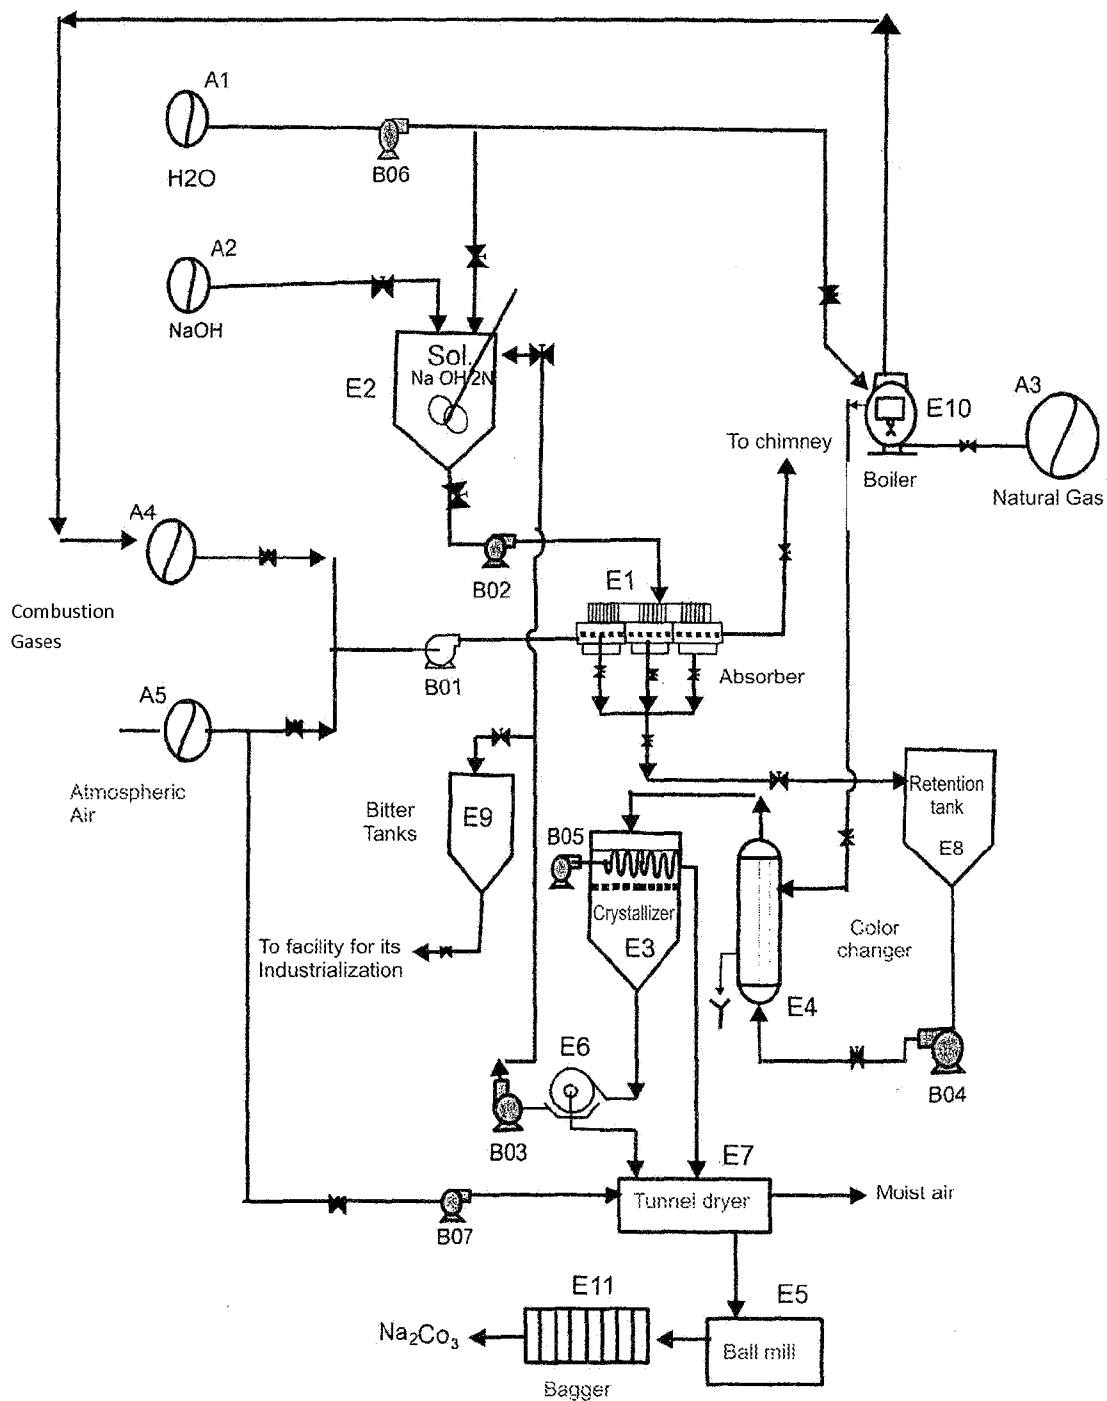 A1
H2O
B06
A2
NaOH
Sol.
Na OH 2N
E2
A3
E10
Boiler
Natural Gas
To chimney
A4
Combustion
Gases
B02
E1
B01
Absorber
A5
Atmospheric
Air
Bitter
Tanks
E9
Retention
tank
E8
B05
Crystallizer
E3
To facility for its
Industrialization
Color
changer
E4
E6
B04
B03
E7
Tunnel dryer
Moist air
B07
E11
E5
Na₂Co₃
Ball mill
Bagger